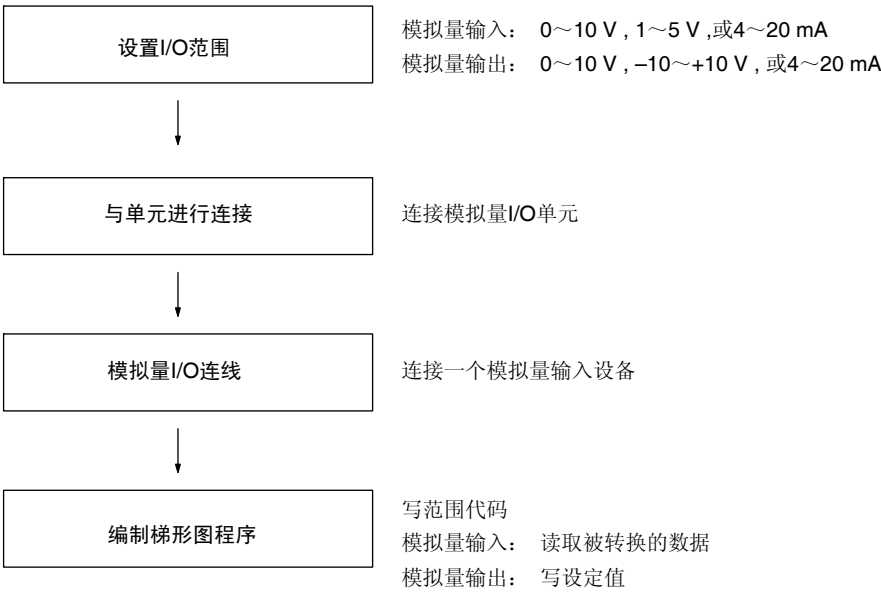 设置I/O范围
模拟量输入： 0～10 V , 1～5 V ,或4～20 mA
模拟量输出： 0～10 V , –10～+10 V , 或4～20 mA
与单元进行连接
连接模拟量I/O单元
模拟量I/O连线
连接一个模拟量输入设备
编制梯形图程序
写范围代码
模拟量输入： 读取被转换的数据
模拟量输出： 写设定值